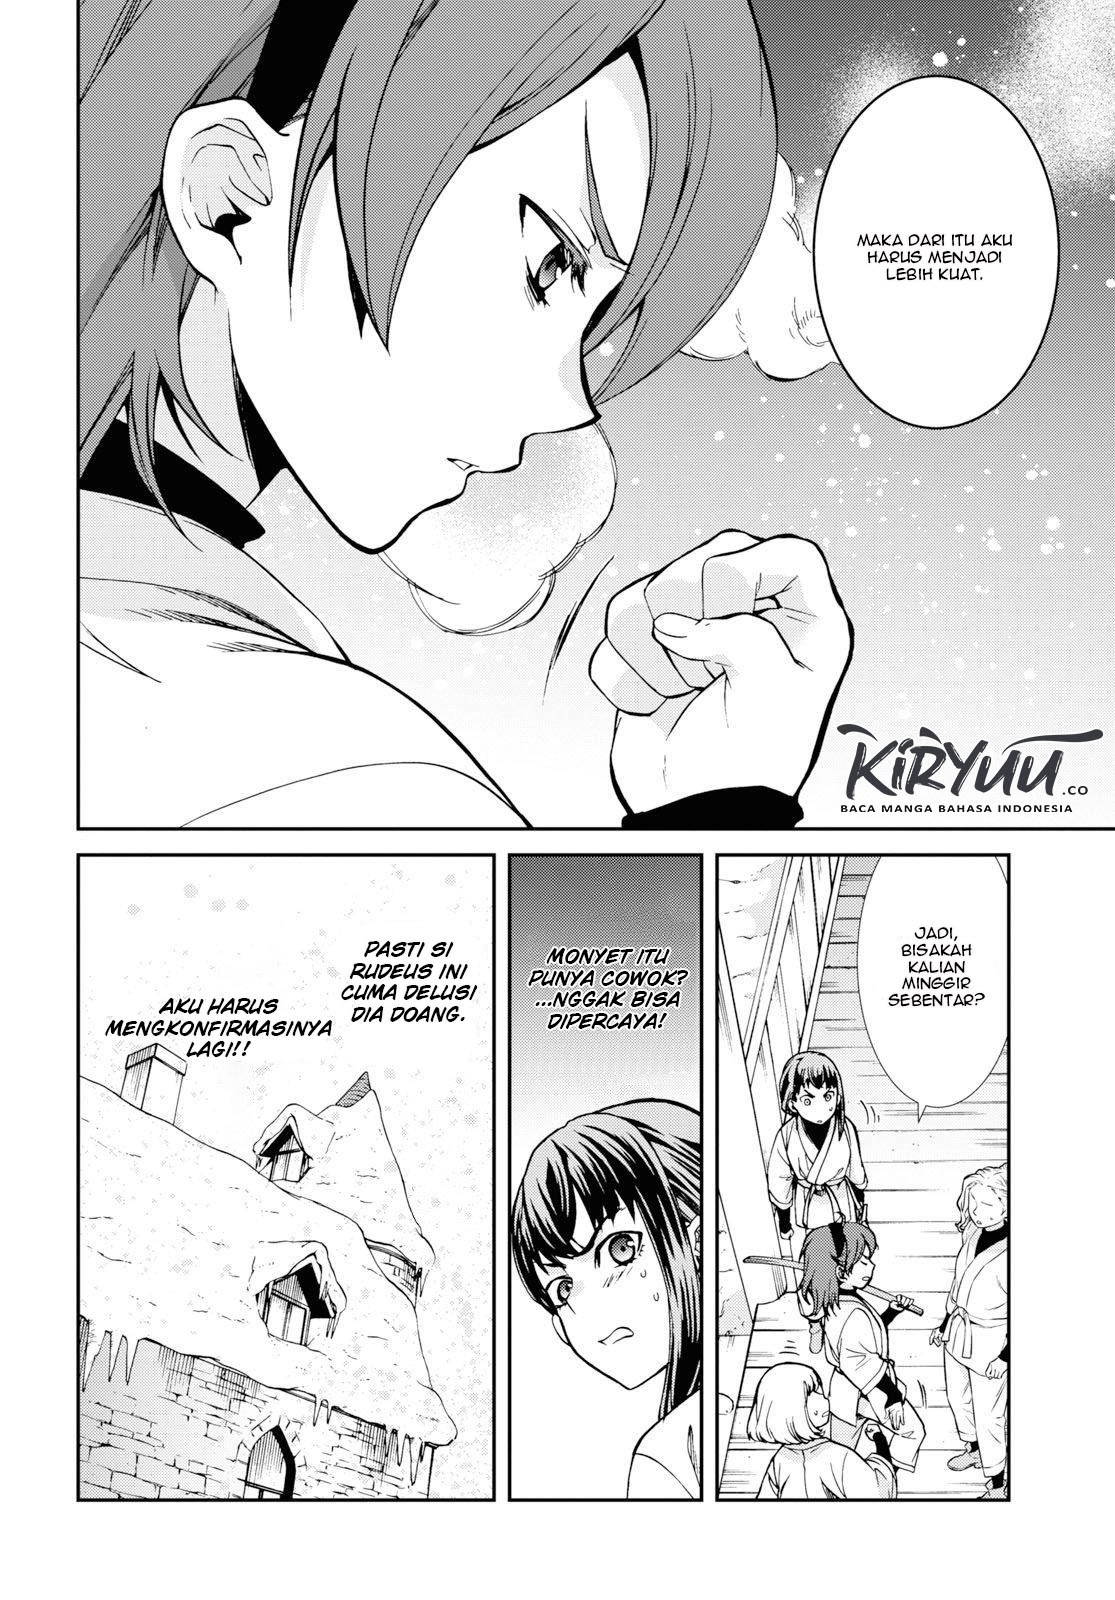 MAKA DARI ITU AKU
HARUS MENJADI
LEBIH KUAT.
KIRYUU.CO
BACA MANGA BAHASA INDONESIA
JADI,
BISAKAH
KALIAN
MINGGIR
SEBENTAR?
MONYET ITU
PUNYA COWOK?
...NGGAK BISA
DIPERCAYA!
PASTI SI
RUDEUS INI
CUMA DELUSI
DIA DOANG.
AKU HARUS
MENGKONFIRMASINYA
LAGI!!